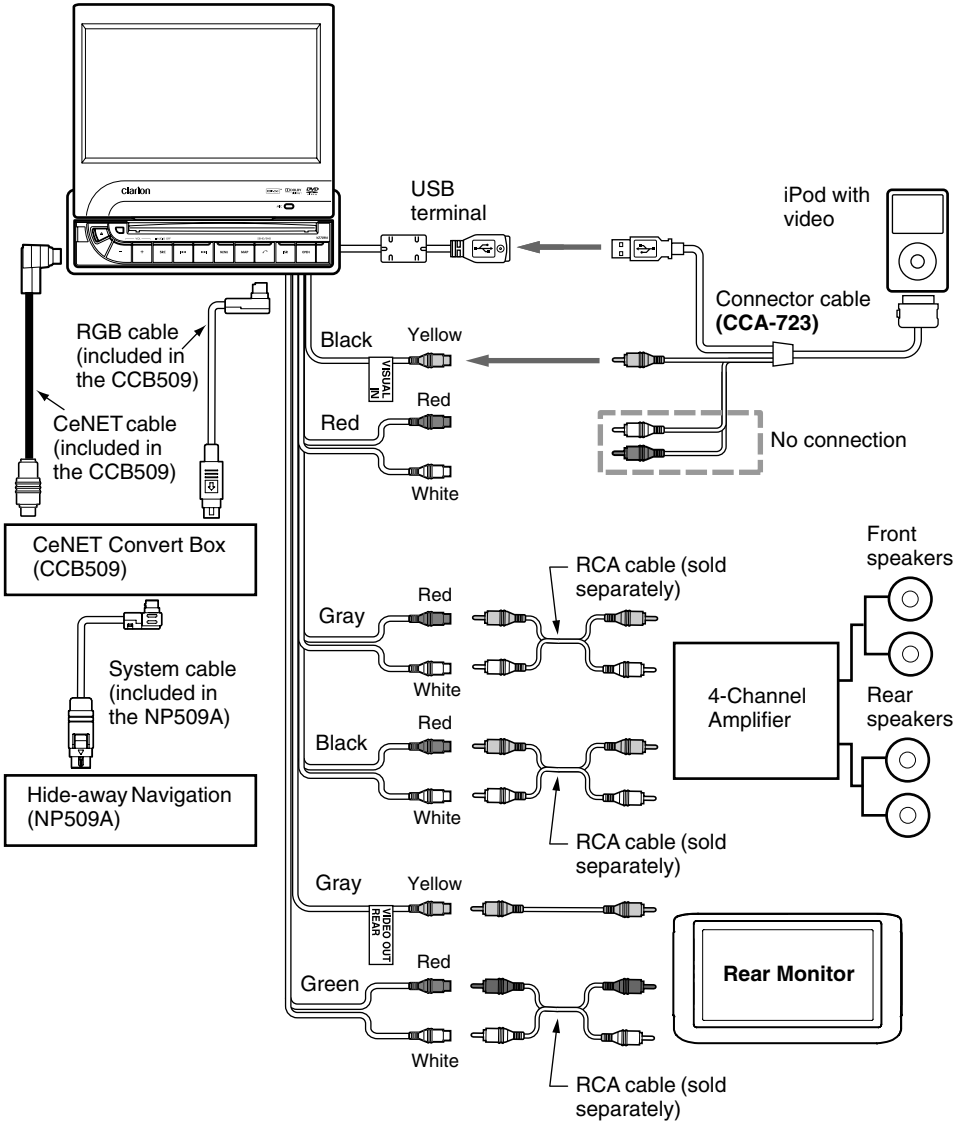 clarion
USB
terminal
iPod with
video
Connector cable
(CCA-723)
RGB cable
(included in
the CCB509)
Black
Yellow
VISUAL
IN
Red
Red
White
No connection
CeNET cable
(included in
the CCB509)
CeNET Convert Box
(CCB509)
RCA cable (sold
separately)
Front
speakers
Gray
Red
White
System cable
(included in
the NP509A)
4-Channel
Amplifier
Rear
speakers
Black
Red
White
Hide-away Navigation
(NP509A)
RCA cable (sold
separately)
Gray
Yellow
VIDEO OUT
REAR
Green
Red
White
Rear Monitor
RCA cable (sold
separately)